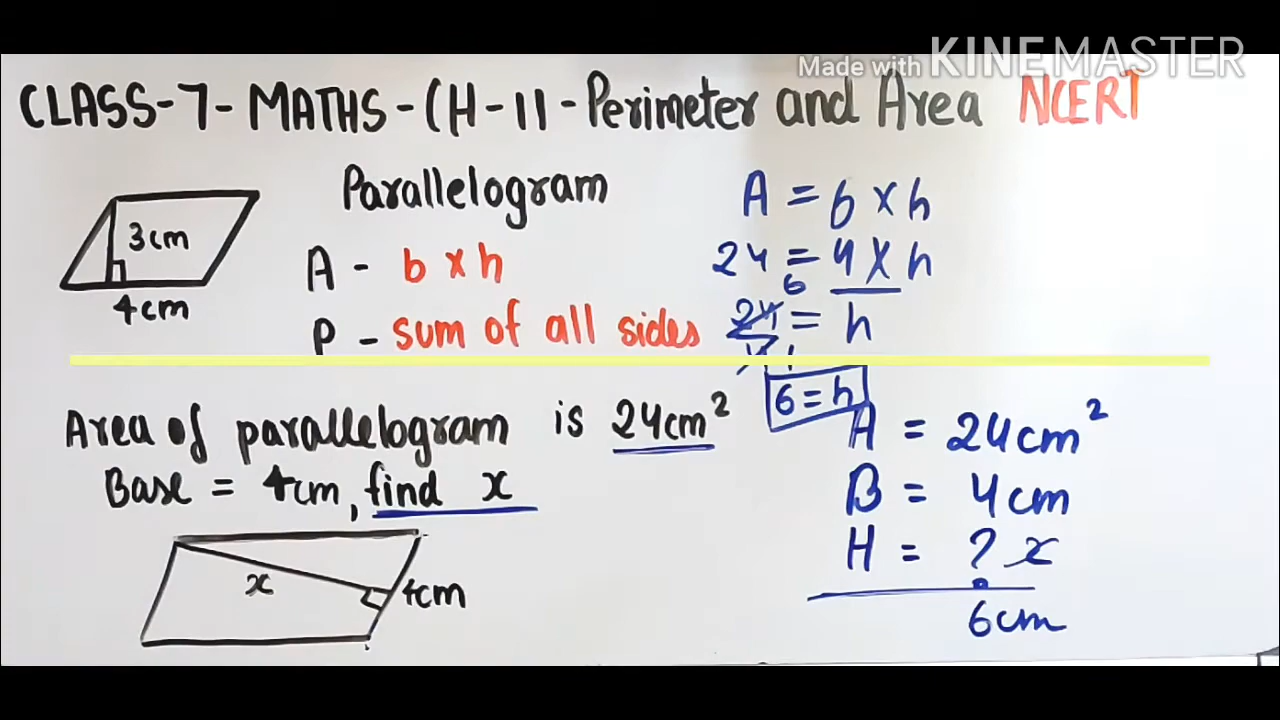 Made with KINEMASTER
CLASS-7-MATHS-CH-11-Perimeter and Area NCERT
Parallelogram
3cm
4cm
A - b x h
P - sum of all sides
A = b x h
24 = 4 x h
6
24 = h
4 1
6 = h
Area of parallelogram is 24cm²
Base = 4cm, find x
x
4cm
A = 24cm²
B = 4cm
H = ? x
6cm